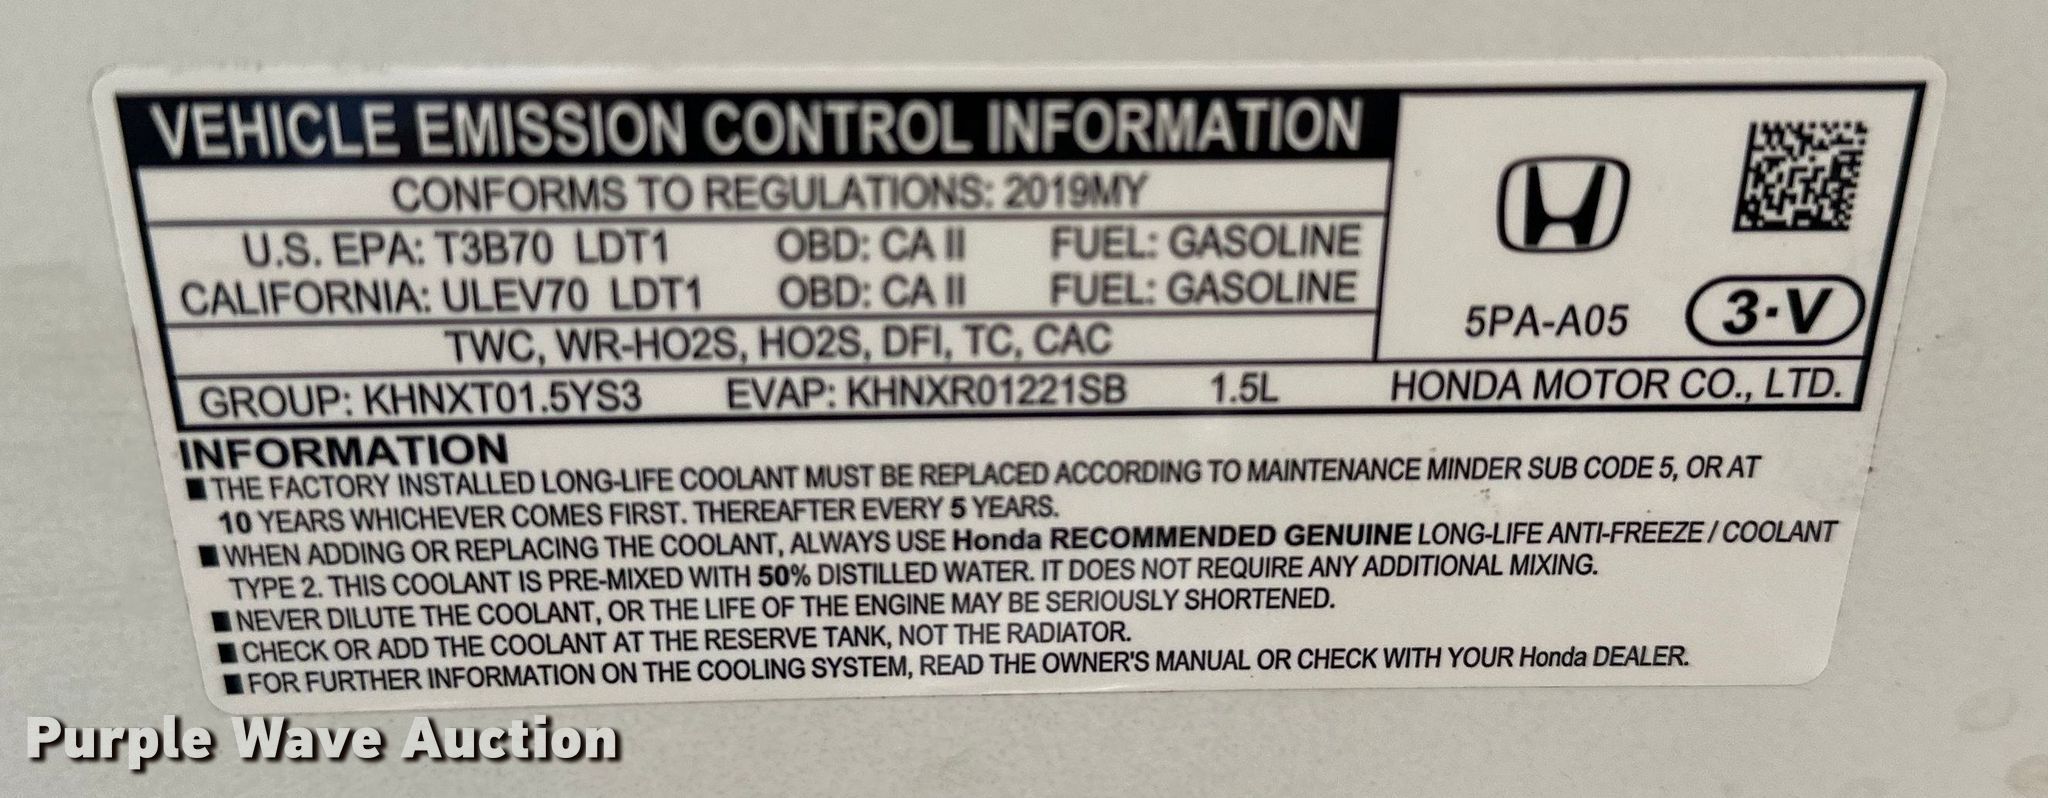 VEHICLE EMISSION CONTROL INFORMATION
CONFORMS TO REGULATIONS: 2019MY
U.S. EPA: T3B70 LDT1 OBD: CA II FUEL: GASOLINE
CALIFORNIA: ULEV70 LDT1 OBD: CA II FUEL: GASOLINE
5PA-A05 3·V
TWC, WR-HO2S, HO2S, DFI, TC, CAC
GROUP: KHNXT01.5YS3 EVAP: KHNXR01221SB 1.5L HONDA MOTOR CO., LTD.
INFORMATION
■ THE FACTORY INSTALLED LONG-LIFE COOLANT MUST BE REPLACED ACCORDING TO MAINTENANCE MINDER SUB CODE 5, OR AT
10 YEARS WHICHEVER COMES FIRST. THEREAFTER EVERY 5 YEARS.
■ WHEN ADDING OR REPLACING THE COOLANT, ALWAYS USE Honda RECOMMENDED GENUINE LONG-LIFE ANTI-FREEZE / COOLANT
TYPE 2. THIS COOLANT IS PRE-MIXED WITH 50% DISTILLED WATER. IT DOES NOT REQUIRE ANY ADDITIONAL MIXING.
■ NEVER DILUTE THE COOLANT, OR THE LIFE OF THE ENGINE MAY BE SERIOUSLY SHORTENED.
■ CHECK OR ADD THE COOLANT AT THE RESERVE TANK, NOT THE RADIATOR.
■ FOR FURTHER INFORMATION ON THE COOLING SYSTEM, READ THE OWNER'S MANUAL OR CHECK WITH YOUR Honda DEALER.
Purple Wave Auction